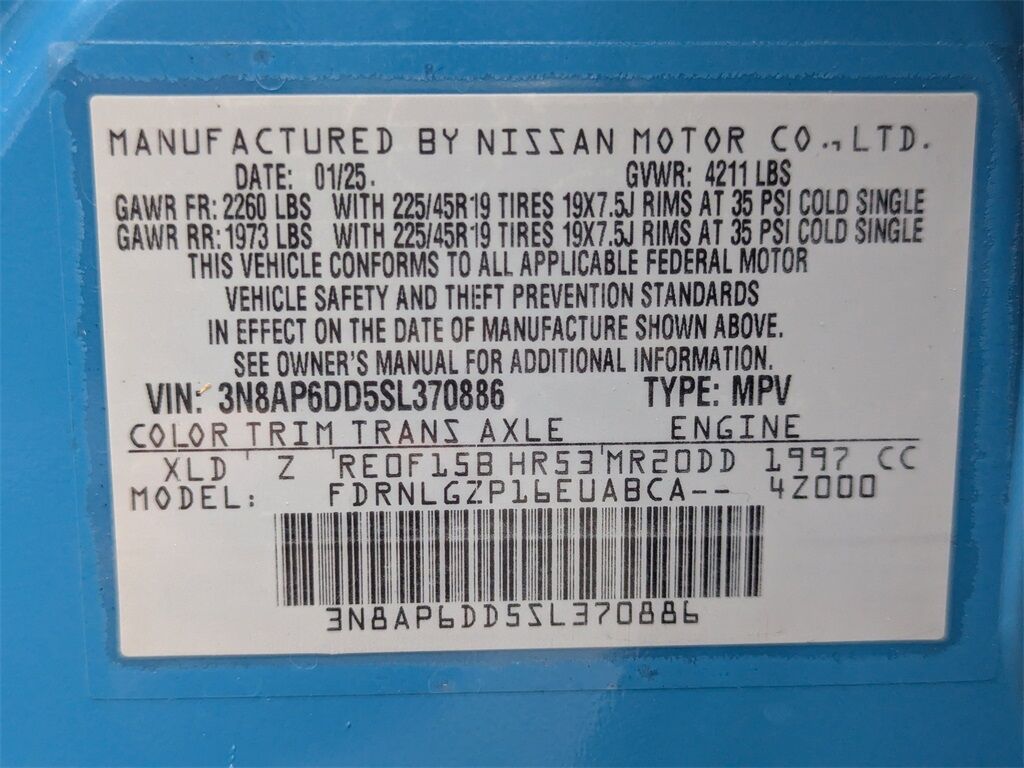 MANUFACTURED BY NISSAN MOTOR CO., LTD.
DATE: 01/25. GVWR: 4211 LBS
GAWR FR: 2260 LBS WITH 225/45R19 TIRES 19X7.5J RIMS AT 35 PSI COLD SINGLE
GAWR RR: 1973 LBS WITH 225/45R19 TIRES 19X7.5J RIMS AT 35 PSI COLD SINGLE
THIS VEHICLE CONFORMS TO ALL APPLICABLE FEDERAL MOTOR
VEHICLE SAFETY AND THEFT PREVENTION STANDARDS
IN EFFECT ON THE DATE OF MANUFACTURE SHOWN ABOVE.
SEE OWNER'S MANUAL FOR ADDITIONAL INFORMATION.
VIN: 3N8AP6DD5SL370886 TYPE: MPV
COLOR TRIM TRANS AXLE ENGINE
XLD Z RE0F15B HR53 MR20DD 1997 CC
MODEL: FDRNLGZP16EUABCA-- 4Z000
3N8AP6DD5SL370886